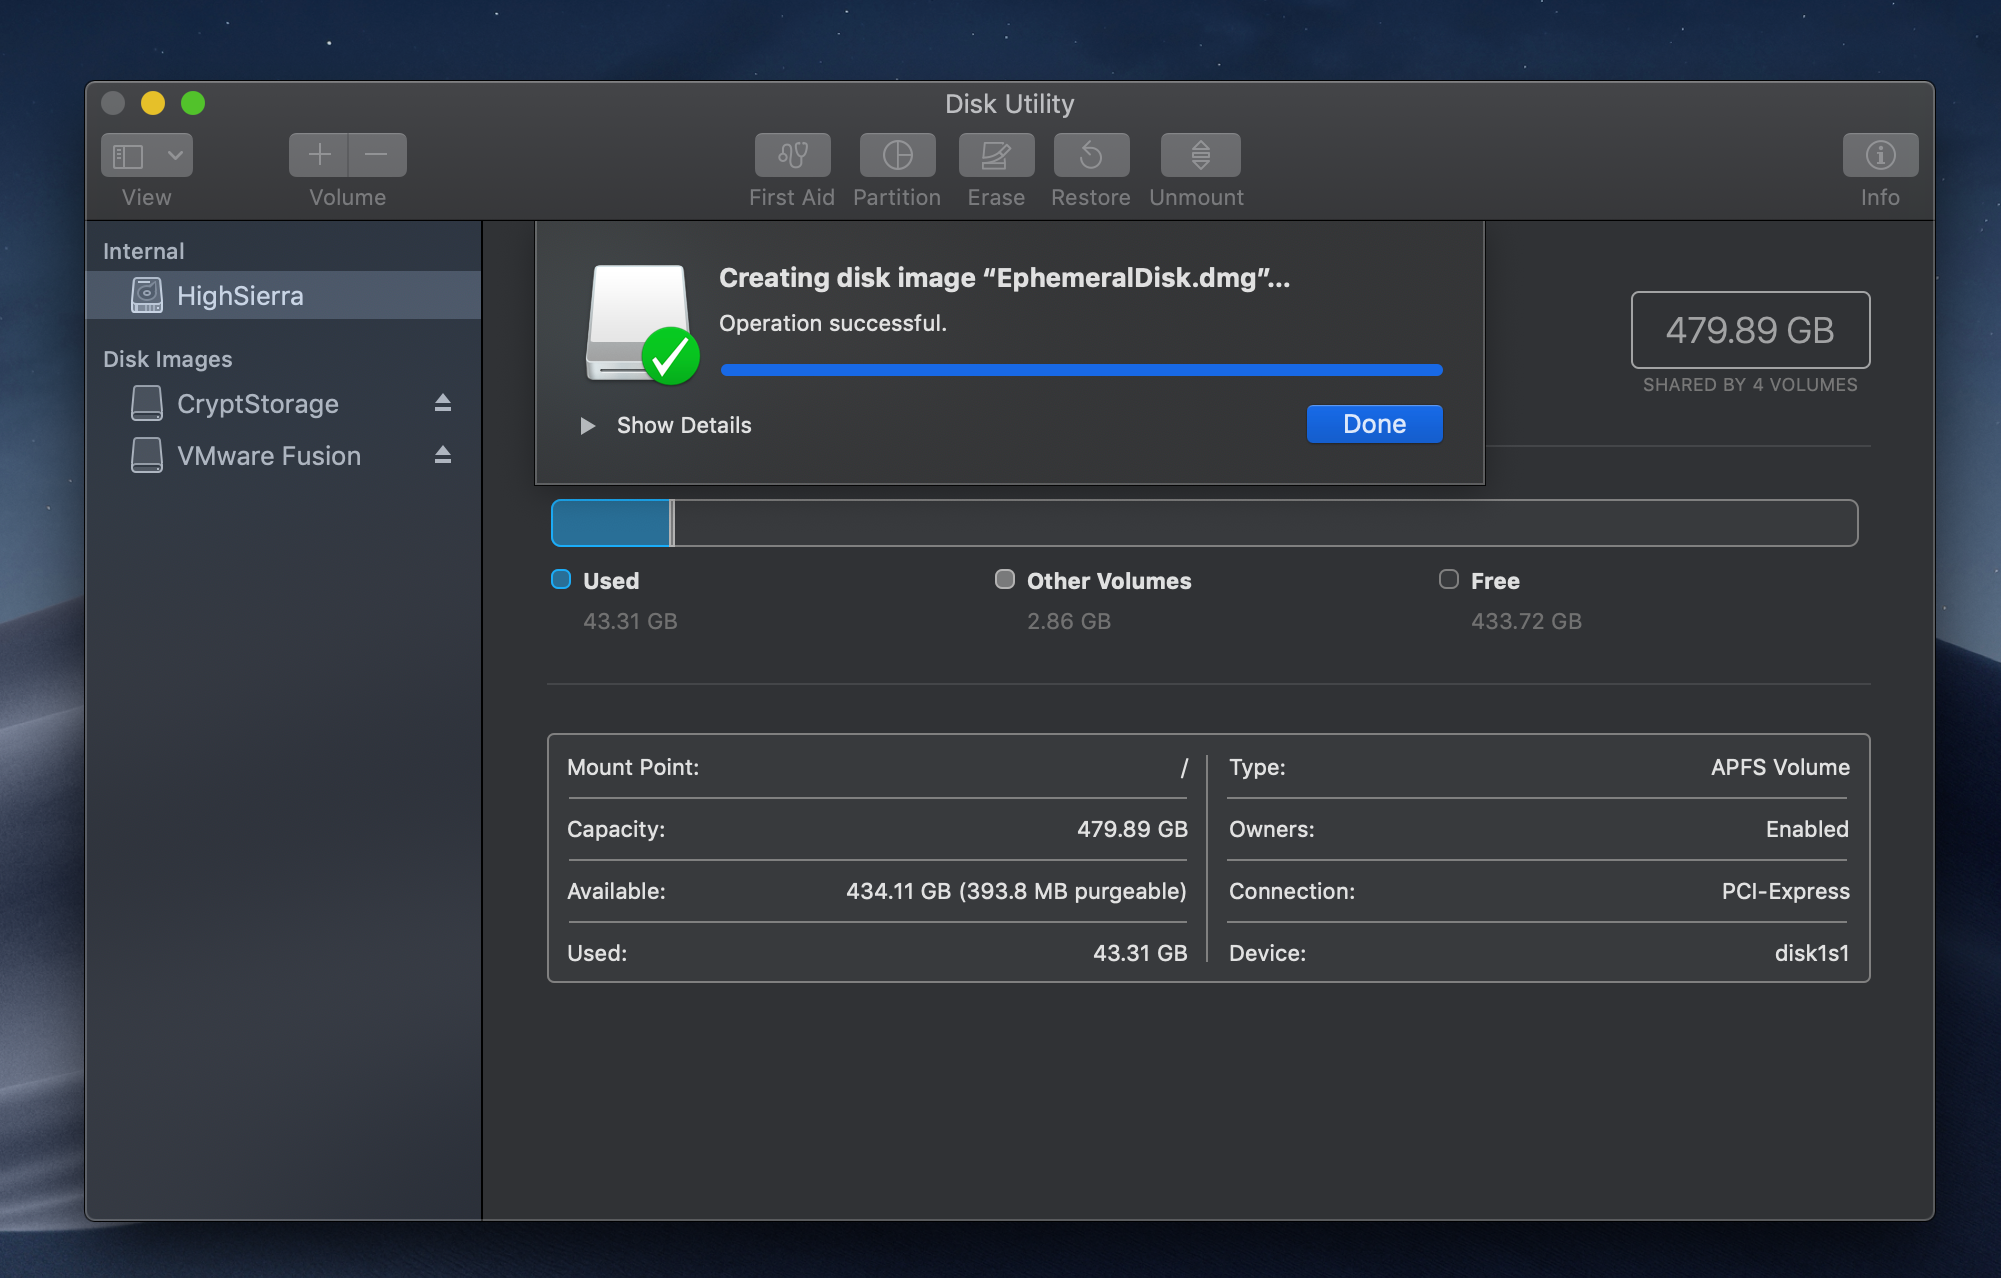 Disk Utility
View
Volume
First Aid
Partition
Erase
Restore
Unmount
Info
Internal
HighSierra
Disk Images
CryptStorage
VMware Fusion
Creating disk image “EphemeralDisk.dmg”...
Operation successful.
Show Details
Done
479.89 GB
SHARED BY 4 VOLUMES
Used
43.31 GB
Other Volumes
2.86 GB
Free
433.72 GB
Mount Point: /
Capacity: 479.89 GB
Available: 434.11 GB (393.8 MB purgeable)
Used: 43.31 GB
Type: APFS Volume
Owners: Enabled
Connection: PCI-Express
Device: disk1s1